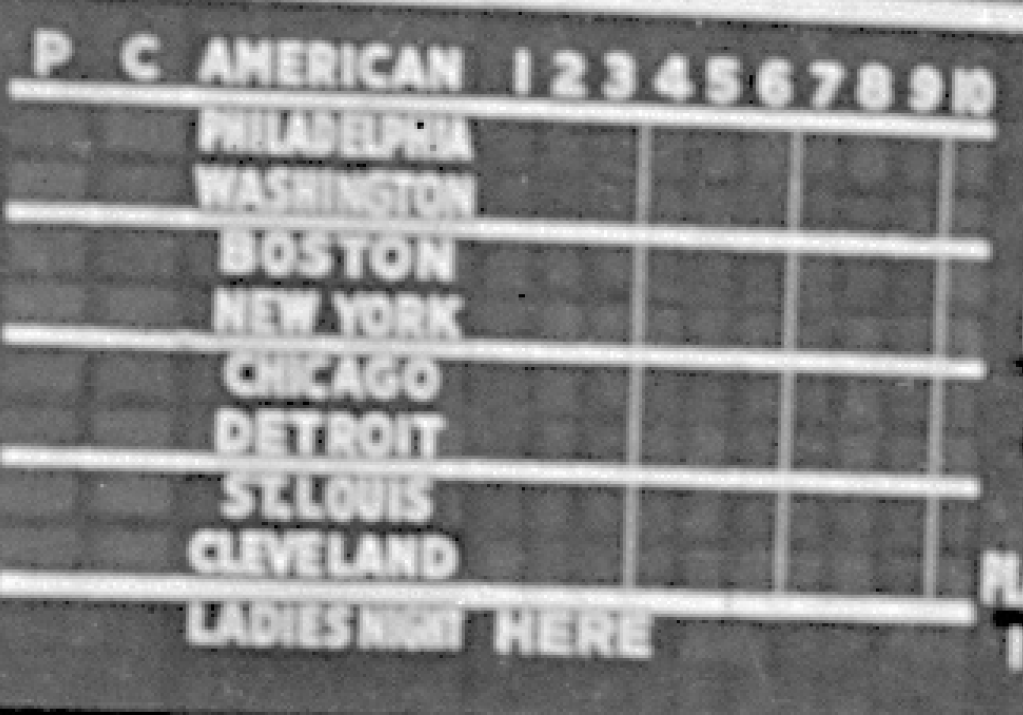 P C AMERICAN 1 2 3 4 5 6 7 8 9 10
PHILADELPHIA
WASHINGTON
BOSTON
NEW YORK
CHICAGO
DETROIT
ST. LOUIS
CLEVELAND
LADIES NIGHT HERE